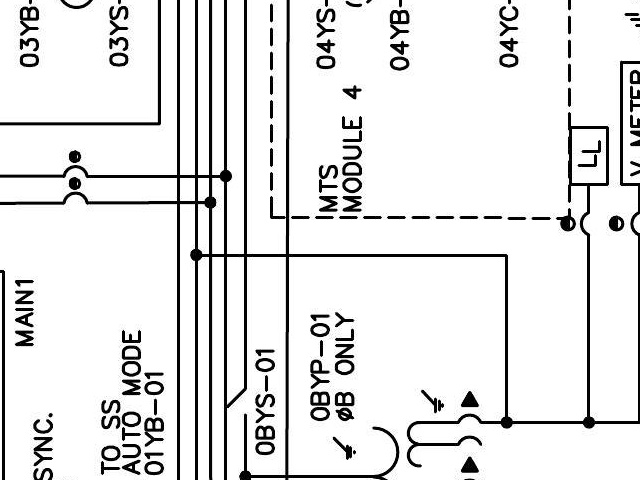 03YB-
03YS-
04YS-
04YB-
04YC-
MTS
MODULE 4
LL
V METER
MAIN1
SYNC.
TO SS
AUTO MODE
01YB-01
0BYS-01
0BYP-01
ØB ONLY